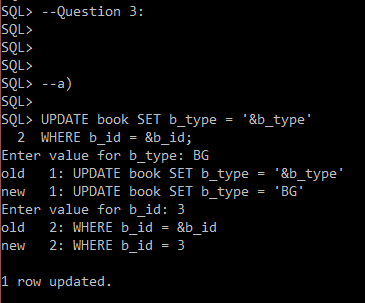 SQL> --Question 3:
SQL>
SQL>
SQL>
SQL> --a)
SQL>
SQL> UPDATE book SET b_type = '&b_type'
  2  WHERE b_id = &b_id;
Enter value for b_type: BG
old   1: UPDATE book SET b_type = '&b_type'
new   1: UPDATE book SET b_type = 'BG'
Enter value for b_id: 3
old   2: WHERE b_id = &b_id
new   2: WHERE b_id = 3
1 row updated.